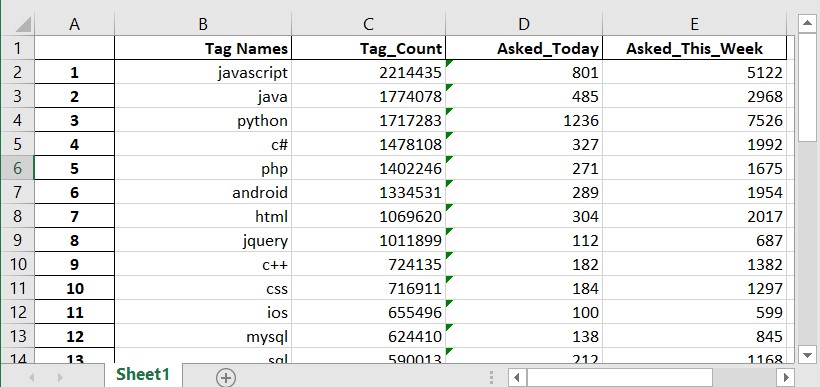 A B C D E
1 Tag Names Tag_Count Asked_Today Asked_This_Week
2 1 javascript 2214435 801 5122
3 2 java 1774078 485 2968
4 3 python 1717283 1236 7526
5 4 c# 1478108 327 1992
6 5 php 1402246 271 1675
7 6 android 1334531 289 1954
8 7 html 1069620 304 2017
9 8 jquery 1011899 112 687
10 9 c++ 724135 182 1382
11 10 css 716911 184 1297
12 11 ios 655496 100 599
13 12 mysql 624410 138 845
14 13 sql 590013 212 1168
Sheet1